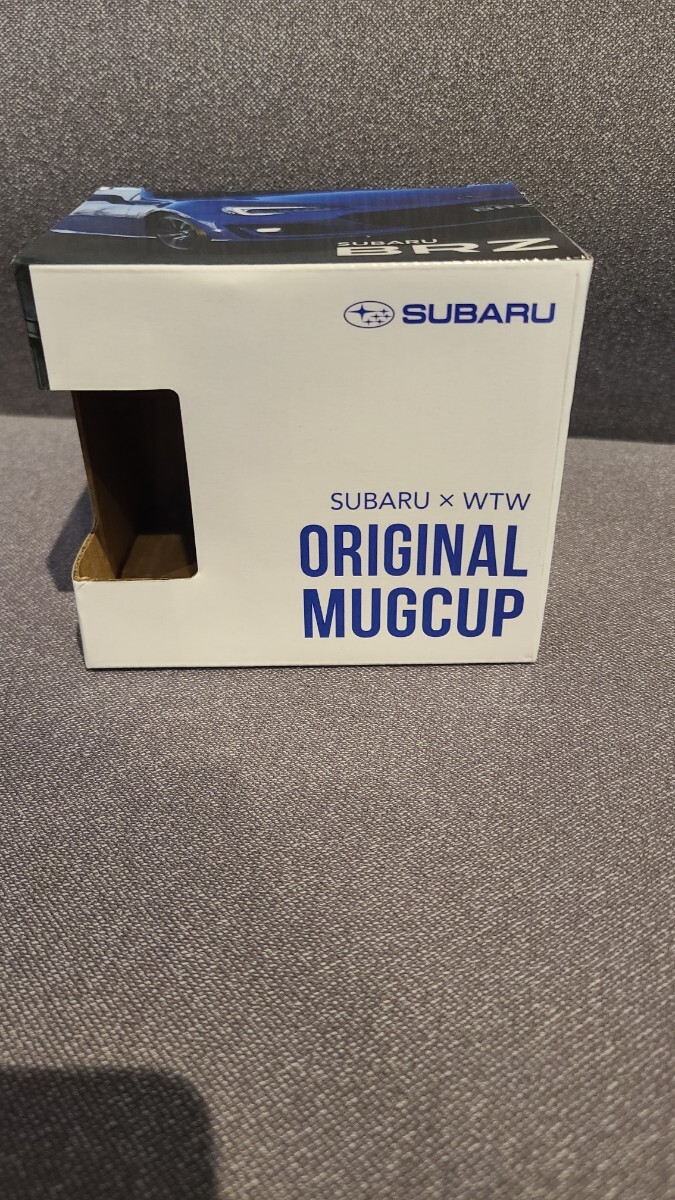 SUBARU
BRZ
SUBARU
SUBARU × WTW
ORIGINAL
MUGCUP